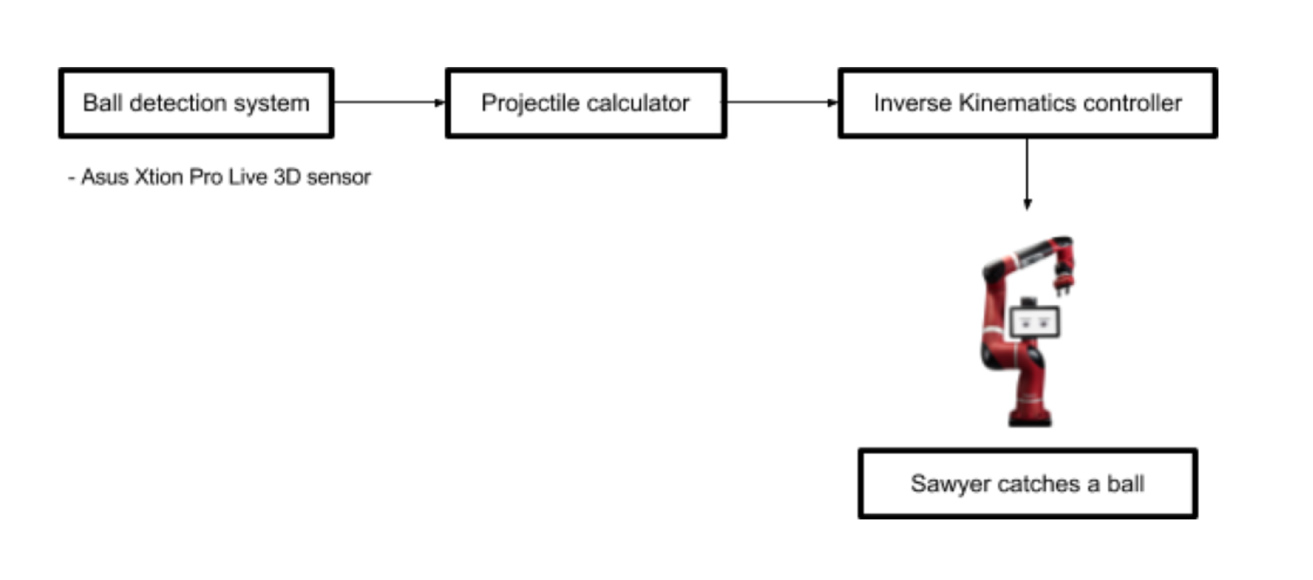 Ball detection system
Projectile calculator
Inverse Kinematics controller
- Asus Xtion Pro Live 3D sensor
Sawyer catches a ball